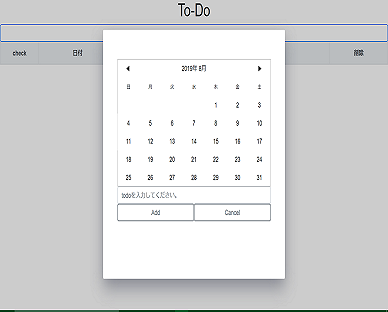 To-Do
check 日付 削除
2019年 8月
日 月 火 水 木 金 土
1 2 3
4 5 6 7 8 9 10
11 12 13 14 15 16 17
18 19 20 21 22 23 24
25 26 27 28 29 30 31
todoを入力してください。
Add Cancel